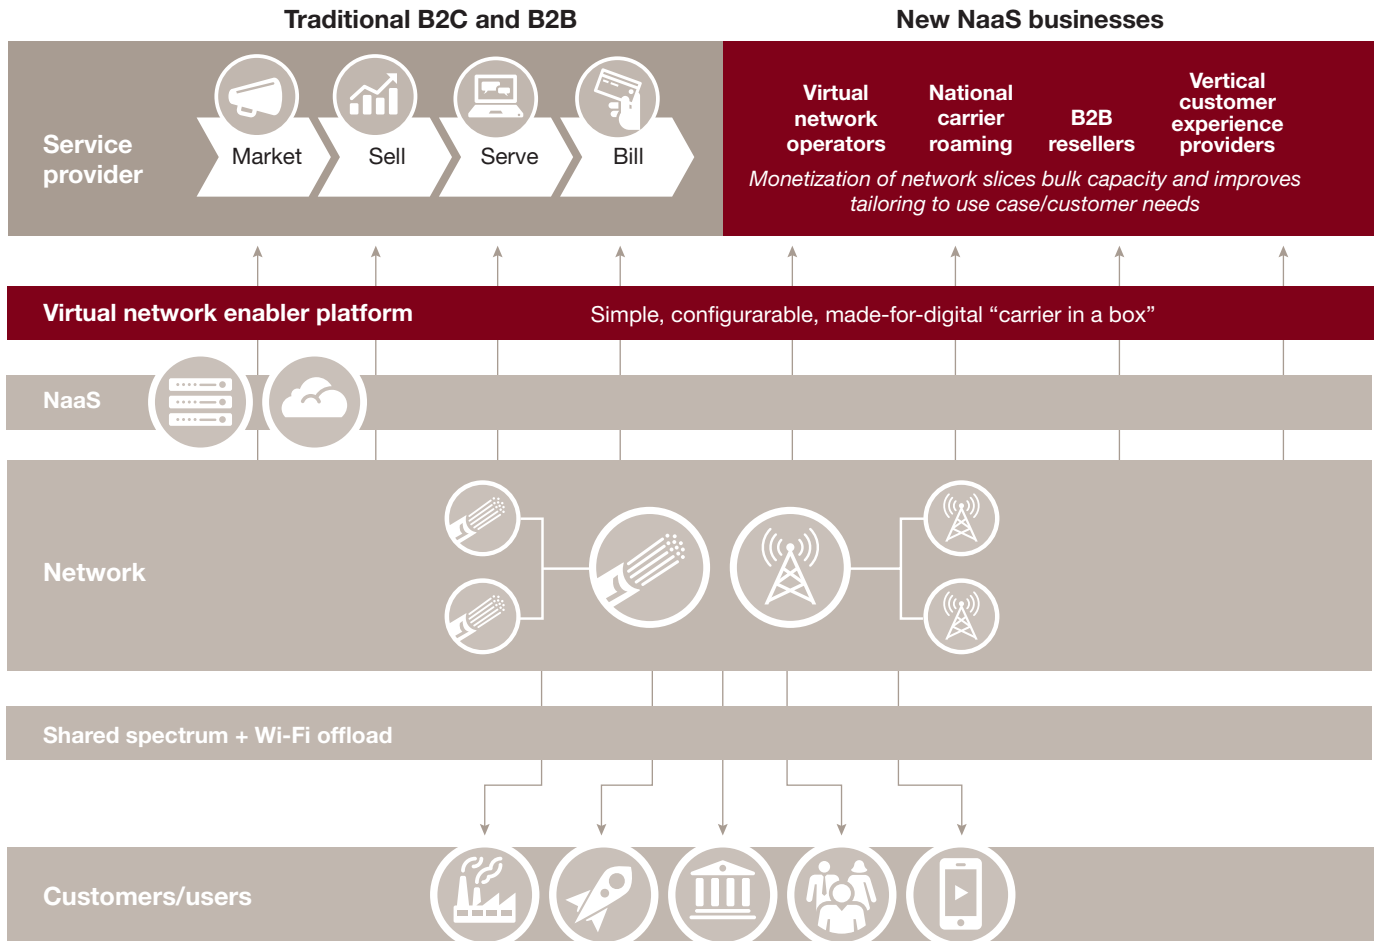 Traditional B2C and B2B
New NaaS businesses
Service
provider
Market
Sell
Serve
Bill
Virtual
network
operators
National
carrier
roaming
B2B
resellers
Vertical
customer
experience
providers
Monetization of network slices bulk capacity and improves
tailoring to use case/customer needs
Virtual network enabler platform
Simple, configurarable, made-for-digital “carrier in a box”
NaaS
Network
Shared spectrum + Wi-Fi offload
Customers/users